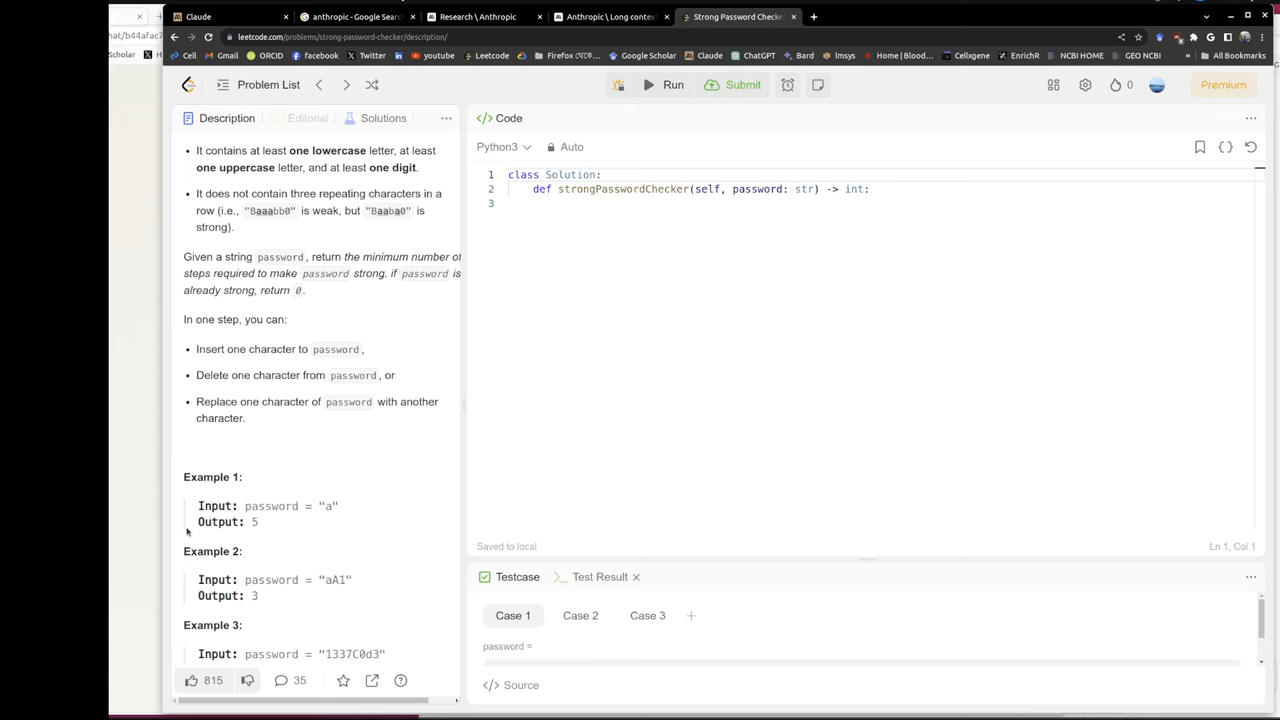 Claude
anthropic - Google Search
Research \ Anthropic
Anthropic \ Long context
Strong Password Checke
hat/b44afac7
leetcode.com/problems/strong-password-checker/description/
Scholar
Cell
Gmail
ORCID
facebook
Twitter
Leetcode
Google Scholar
Claude
ChatGPT
Bard
lmsys
Home | Blood...
Cellxgene
EnrichR
NCBI HOME
GEO NCBI
»
All Bookmarks
Problem List
Run
Submit
0
Premium
Description
Editorial
Solutions
Code
Python3
Auto
• It contains at least one lowercase letter, at least
one uppercase letter, and at least one digit.
• It does not contain three repeating characters in a
row (i.e., "Baaabb0" is weak, but "Baaba0" is
strong).
Given a string password, return the minimum number of
steps required to make password strong. if password is
already strong, return 0.
In one step, you can:
• Insert one character to password,
• Delete one character from password, or
• Replace one character of password with another
character.
Example 1:
Input: password = "a"
Output: 5
Example 2:
Input: password = "aA1"
Output: 3
Example 3:
Input: password = "1337C0d3"
815
35
1 class Solution:
2 def strongPasswordChecker(self, password: str) -> int:
3
Saved to local
Ln 1, Col 1
Testcase
Test Result
Case 1
Case 2
Case 3
password =
Source